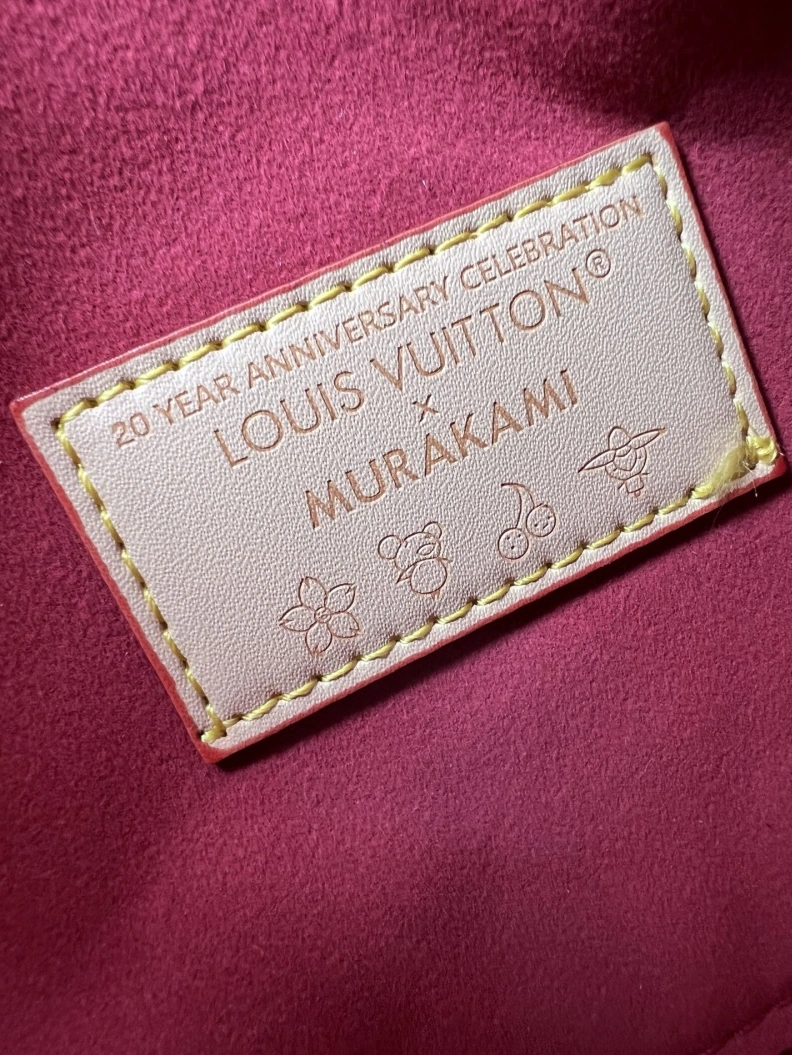 20 YEAR ANNIVERSARY CELEBRATION
LOUIS VUITTON®
×
MURAKAMI